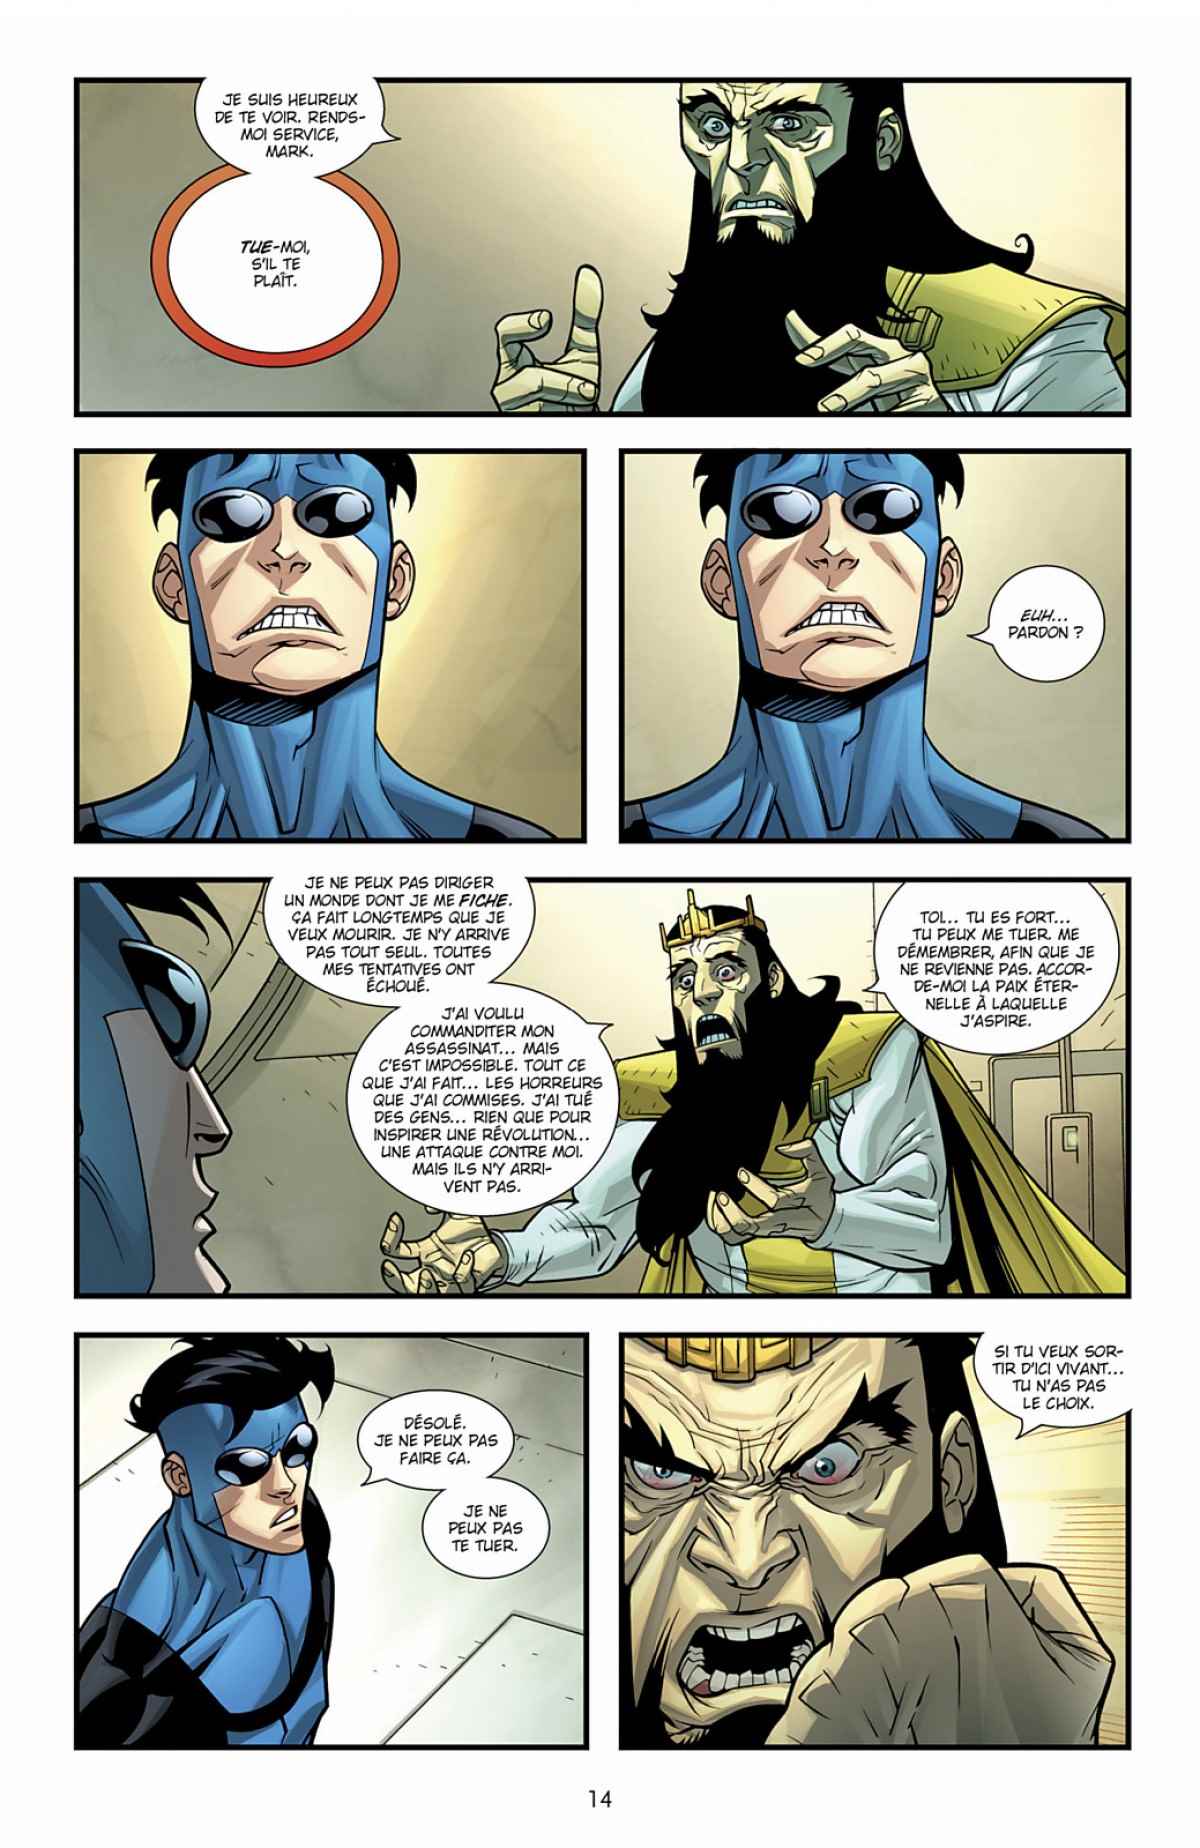 JE SUIS HEUREUX
DE TE VOIR. RENDS-
MOI SERVICE,
MARK.
TUE-MOI,
S'IL TE
PLAÎT.
EUH...
PARDON ?
JE NE PEUX PAS DIRIGER
UN MONDE DONT JE ME FICHE.
ÇA FAIT LONGTEMPS QUE JE
VEUX MOURIR. JE N'Y ARRIVE
PAS TOUT SEUL. TOUTES
MES TENTATIVES ONT
ÉCHOUÉ.
J'AI VOULU
COMMANDITER MON
ASSASSINAT... MAIS
C'EST IMPOSSIBLE. TOUT CE
QUE J'AI FAIT... LES HORREURS
QUE J'AI COMMISES. J'AI TUÉ
DES GENS... RIEN QUE POUR
INSPIRER UNE RÉVOLUTION...
UNE ATTAQUE CONTRE MOI.
MAIS ILS N'Y ARRI-
VENT PAS.
TOI... TU ES FORT...
TU PEUX ME TUER. ME
DÉMEMBRER, AFIN QUE JE
NE REVIENNE PAS. ACCOR-
DE-MOI LA PAIX ÉTER-
NELLE À LAQUELLE
J'ASPIRE.
DÉSOLÉ.
JE NE PEUX PAS
FAIRE ÇA.
JE NE
PEUX PAS
TE TUER.
SI TU VEUX SOR-
TIR D'ICI VIVANT...
TU N'AS PAS
LE CHOIX.
14